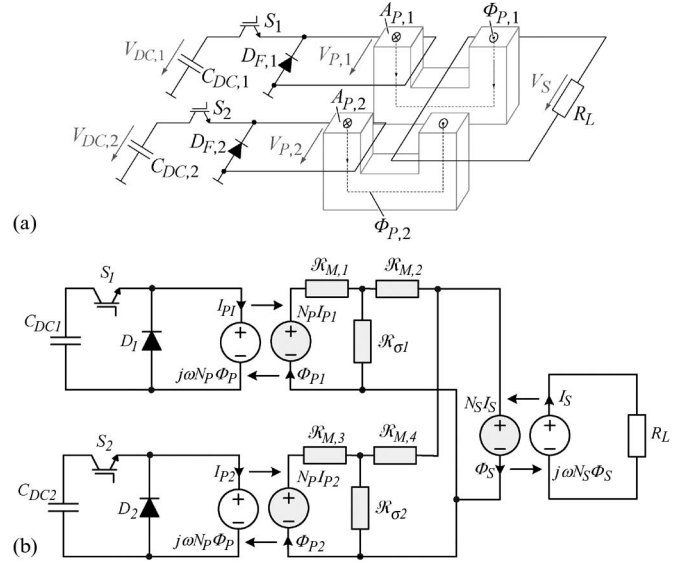 S1
AP,1
ΦP,1
VDC,1
CDC,1
DF,1
VP,1
VS
RL
S2
AP,2
VDC,2
CDC,2
DF,2
VP,2
ΦP,2
(a)
S1
ℛM,1
ℛM,2
CDC1
D1
IP1
NPIP1
ℛσ1
jωNPΦP
ΦP1
NSIS
IS
RL
S2
ℛM,3
ℛM,4
ΦS
jωNSΦS
CDC2
D2
IP2
NPIP2
ℛσ2
jωNPΦP
ΦP2
(b)